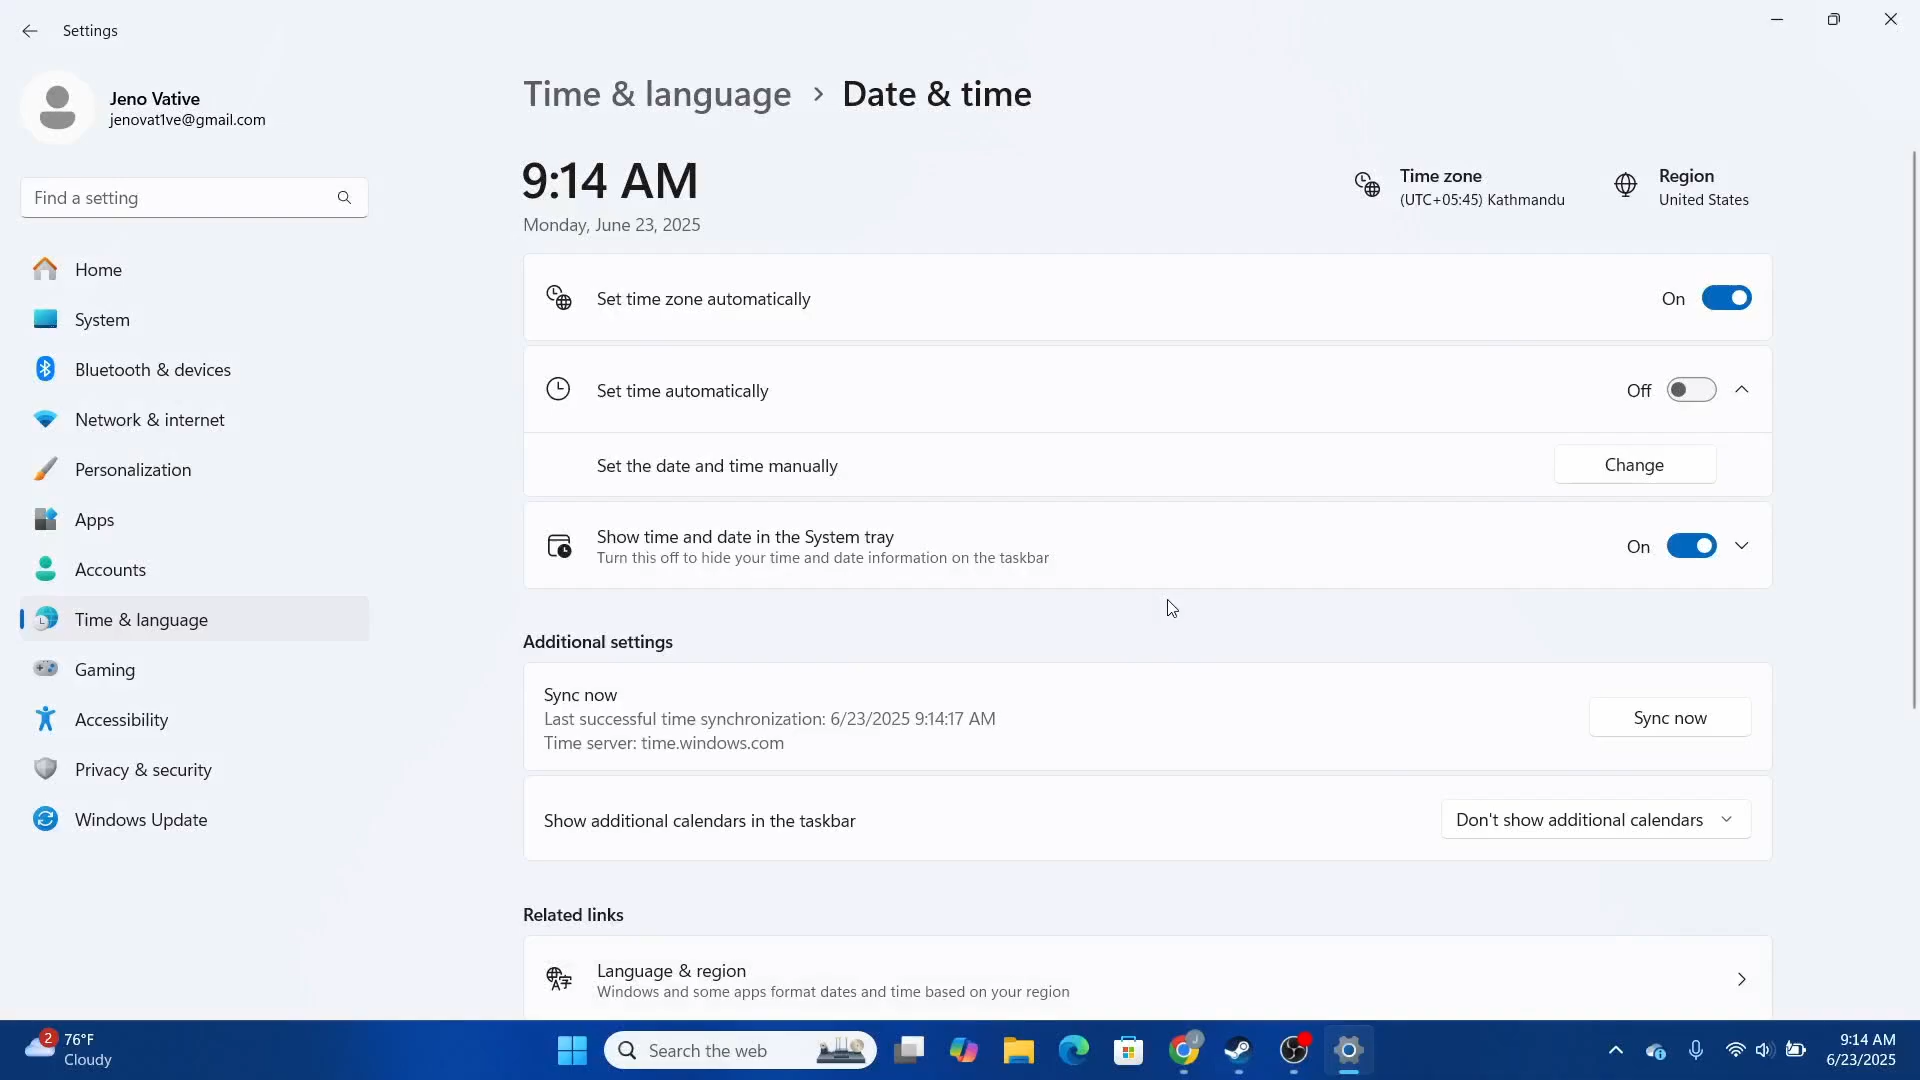 Settings
Jeno Vative
jenovat1ve@gmail.com
Find a setting
Home
System
Bluetooth & devices
Network & internet
Personalization
Apps
Accounts
Time & language
Gaming
Accessibility
Privacy & security
Windows Update
Time & language > Date & time
9:14 AM
Monday, June 23, 2025
Time zone
(UTC+05:45) Kathmandu
Region
United States
Set time zone automatically
On
Set time automatically
Off
Set the date and time manually
Change
Show time and date in the System tray
Turn this off to hide your time and date information on the taskbar
On
Additional settings
Sync now
Last successful time synchronization: 6/23/2025 9:14:17 AM
Time server: time.windows.com
Sync now
Show additional calendars in the taskbar
Don't show additional calendars
Related links
Language & region
Windows and some apps format dates and time based on your region
2
76°F
Cloudy
Search the web
J
9:14 AM
6/23/2025